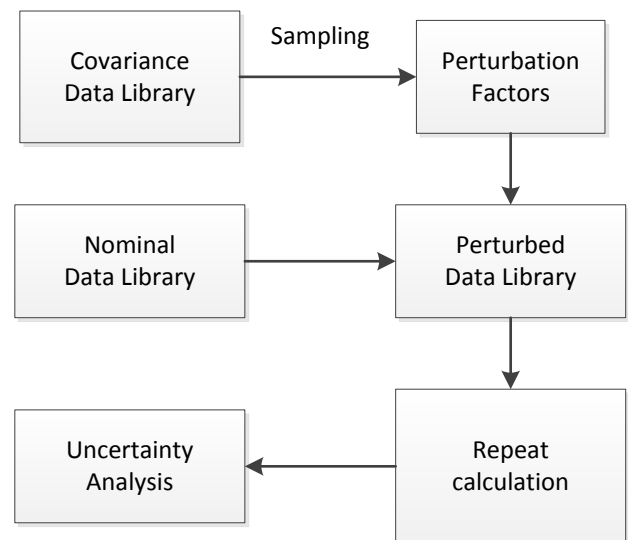 Sampling
Covariance
Data Library
Perturbation
Factors
Nominal
Data Library
Perturbed
Data Library
Uncertainty
Analysis
Repeat
calculation